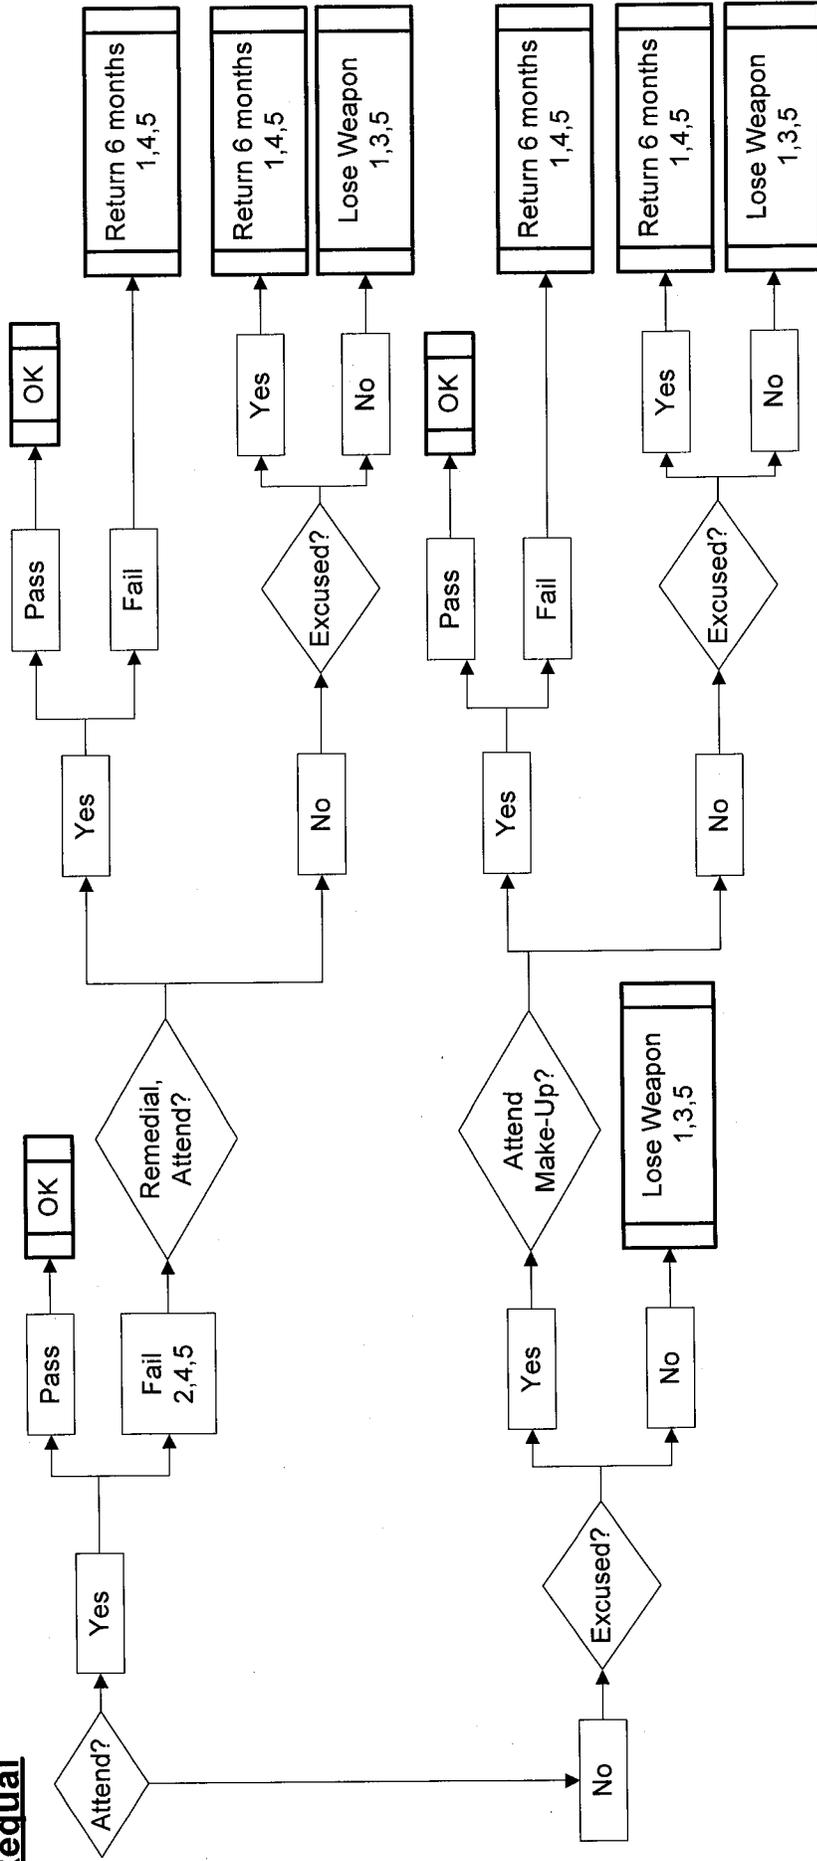 Attend?
Yes
Pass
OK
Fail
2,4,5
Remedial,
Attend?
Yes
Pass
OK
Fail
Return 6 months
1,4,5
No
Excused?
Yes
Return 6 months
1,4,5
No
Lose Weapon
1,3,5
No
Excused?
Yes
Attend
Make-Up?
Yes
Pass
OK
Fail
Return 6 months
1,4,5
No
Excused?
Yes
Return 6 months
1,4,5
No
Lose Weapon
1,3,5
No
Lose Weapon
1,3,5